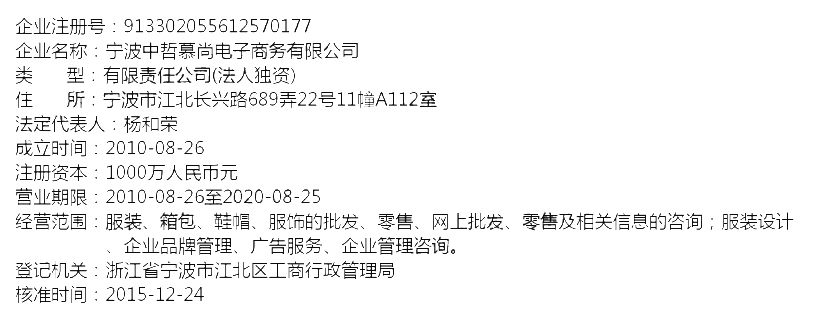 企业注册号：913302055612570177
企业名称：宁波中哲慕尚电子商务有限公司
类　　型：有限责任公司(法人独资)
住　　所：宁波市江北长兴路689弄22号11幢A112室
法定代表人：杨和荣
成立时间：2010-08-26
注册资本：1000万人民币元
营业期限：2010-08-26至2020-08-25
经营范围：服装、箱包、鞋帽、服饰的批发、零售、网上批发、零售及相关信息的咨询；服装设计
、企业品牌管理、广告服务、企业管理咨询。
登记机关：浙江省宁波市江北区工商行政管理局
核准时间：2015-12-24